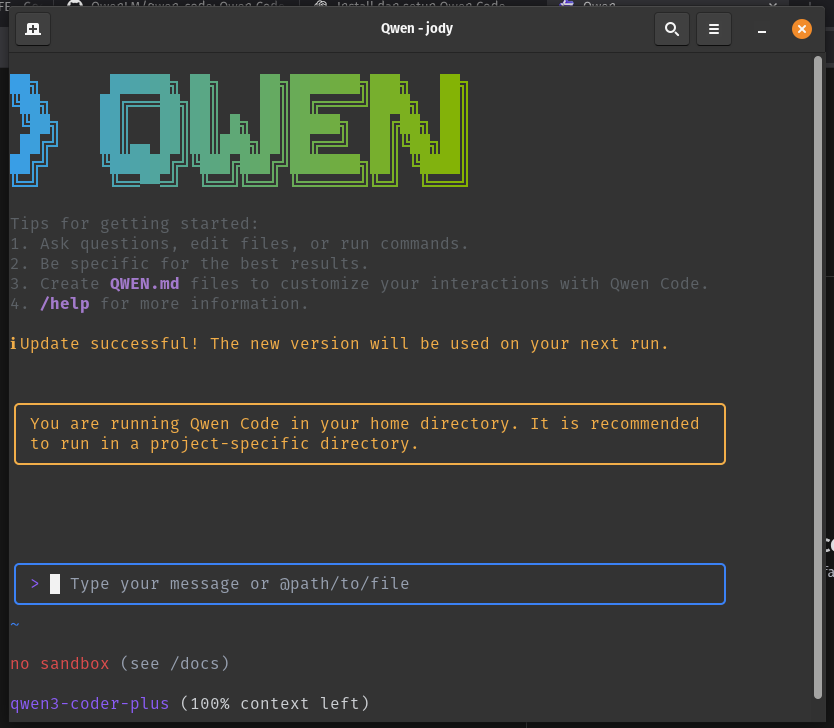 Qwen - jody
QWEN
Tips for getting started:
1. Ask questions, edit files, or run commands.
2. Be specific for the best results.
3. Create QWEN.md files to customize your interactions with Qwen Code.
4. /help for more information.
ℹ Update successful! The new version will be used on your next run.
You are running Qwen Code in your home directory. It is recommended
to run in a project-specific directory.
> Type your message or @path/to/file
~
no sandbox (see /docs)
qwen3-coder-plus (100% context left)